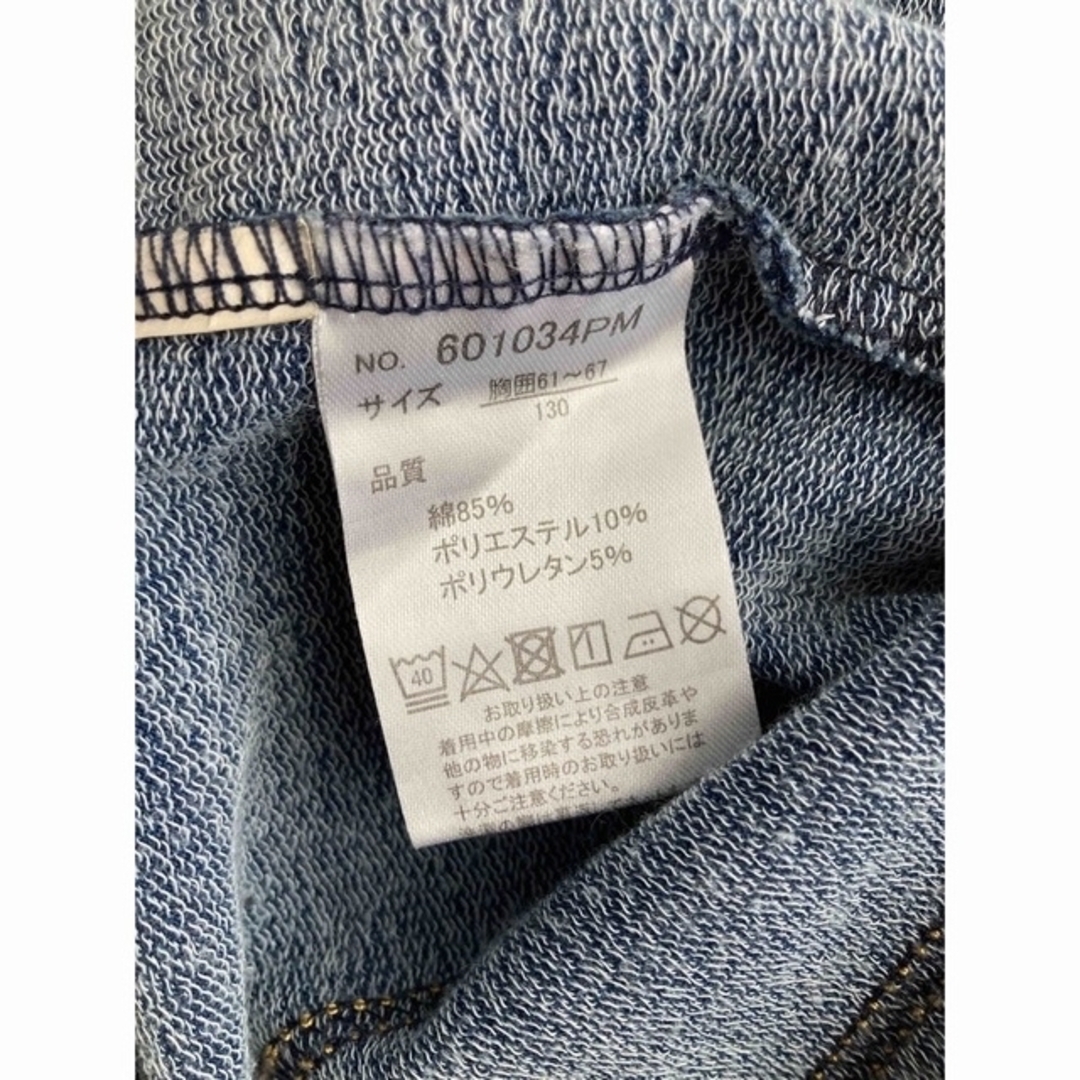 NO. 601034PM
サイズ 胸囲61〜67
130
品質
綿85%
ポリエステル10%
ポリウレタン5%
40
お取り扱い上の注意
着用中の摩擦により合成皮革や
他の物に移染する恐れがありま
すので着用時のお取り扱いには
十分ご注意ください。